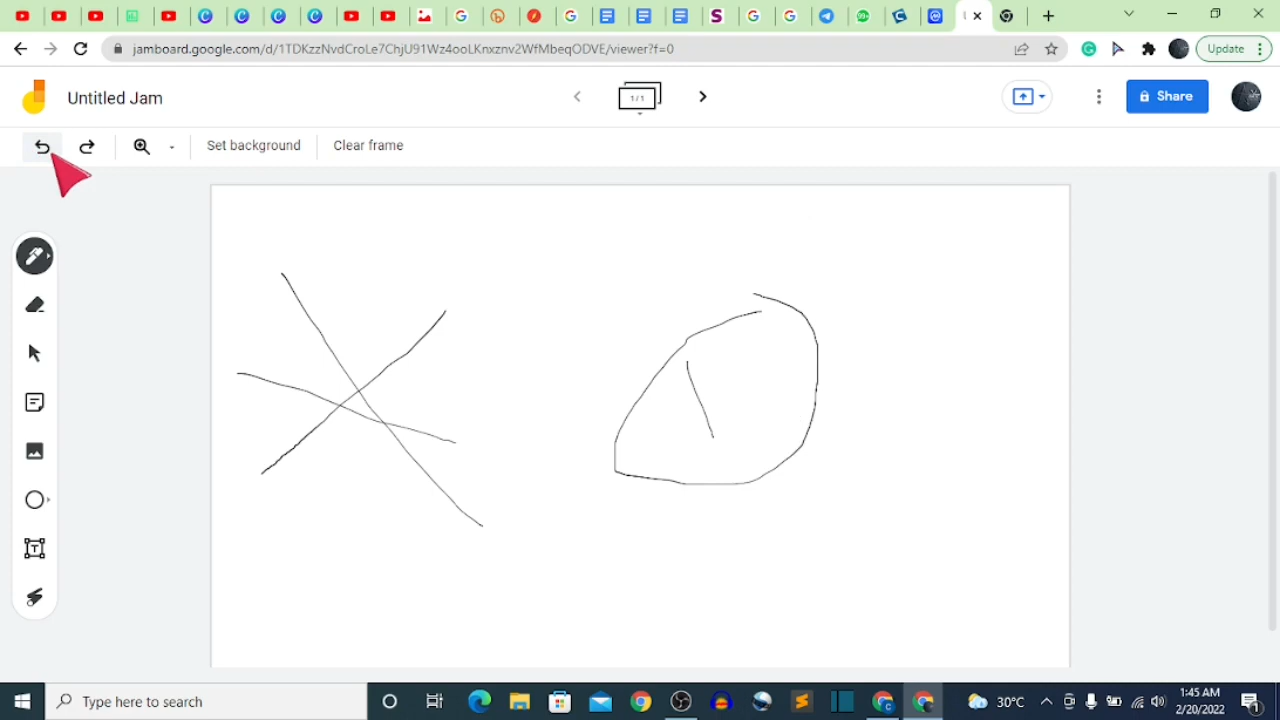 jamboard.google.com/d/1TDKzzNvdCroLe7ChjU91Wz4ooLKnxznv2WfMbeqODVE/viewer?f=0
Update
Untitled Jam
1 / 1
Share
Set background
Clear frame
Type here to search
30°C
1:45 AM
2/20/2022
1